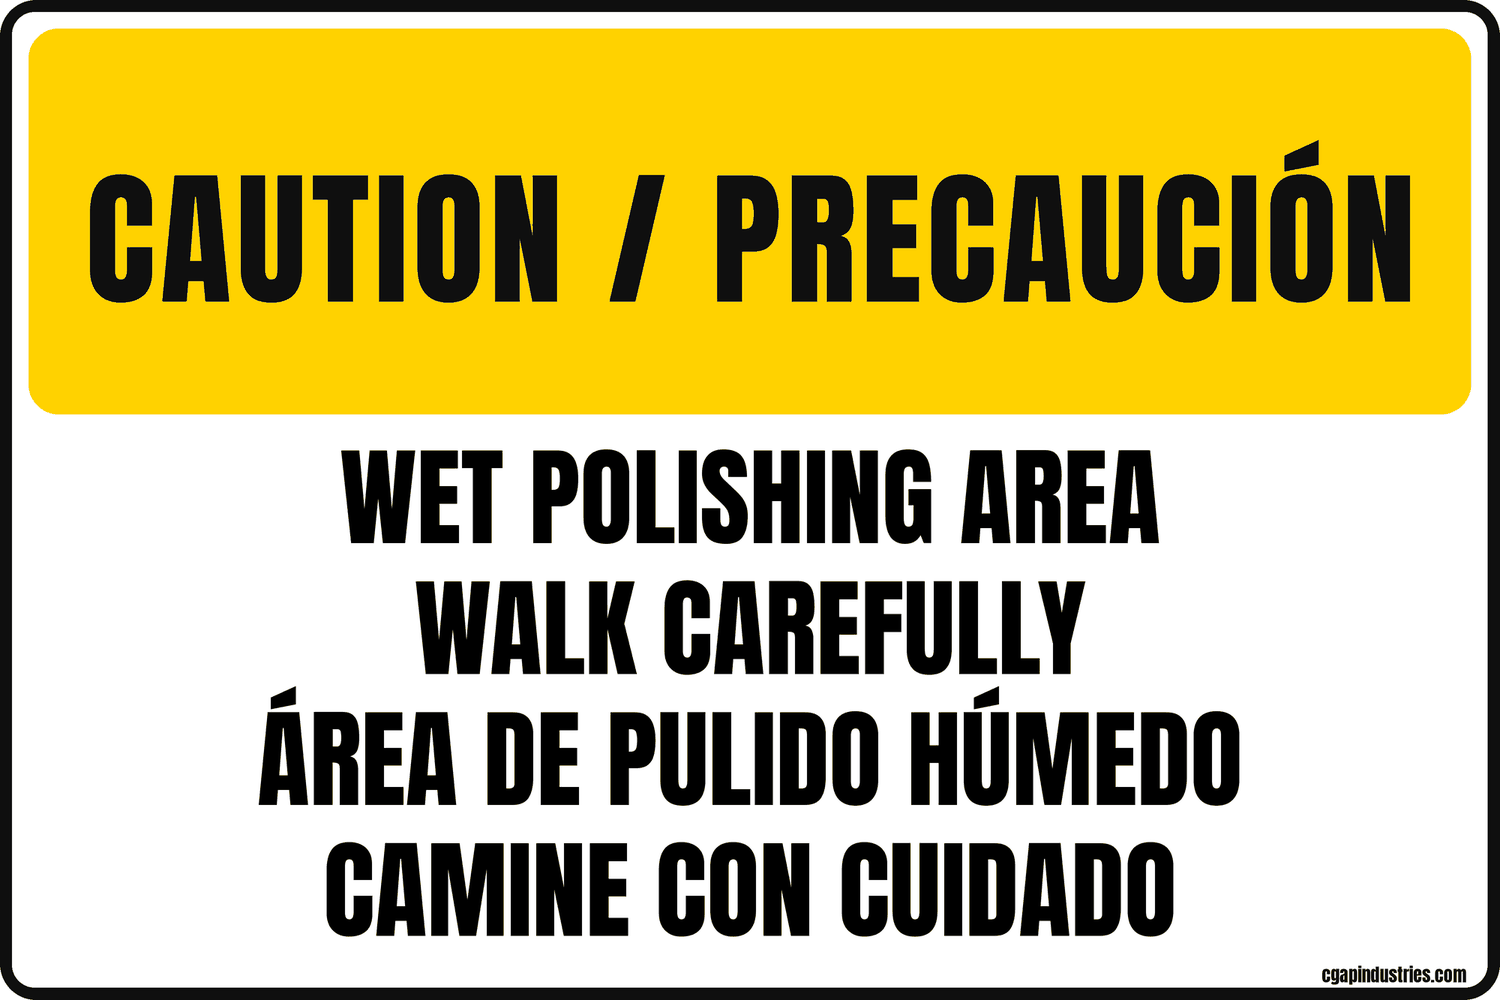 CAUTION / PRECAUCIÓN
WET POLISHING AREA
WALK CAREFULLY
ÁREA DE PULIDO HÚMEDO
CAMINE CON CUIDADO
cgapindustries.com